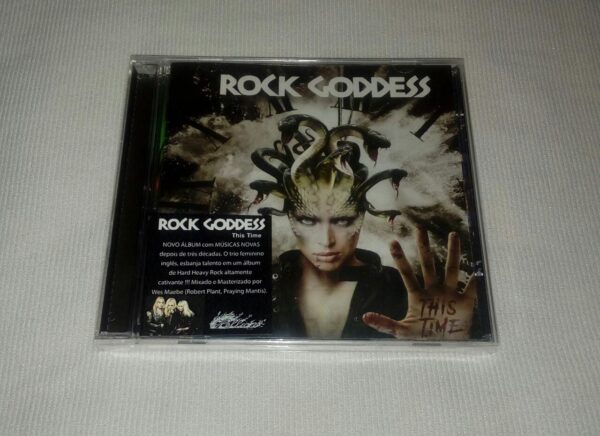 ROCK GODDESS
ROCK GODDESS
This Time
NOVO ÁLBUM com MÚSICAS NOVAS
depois de três décadas. O trio feminino
inglês, esbanja talento em um álbum
de Hard Heavy Rock altamente
cativante !!! Mixado e Masterizado por
Wes Maebe (Robert Plant, Praying Mantis).
THIS
TIME